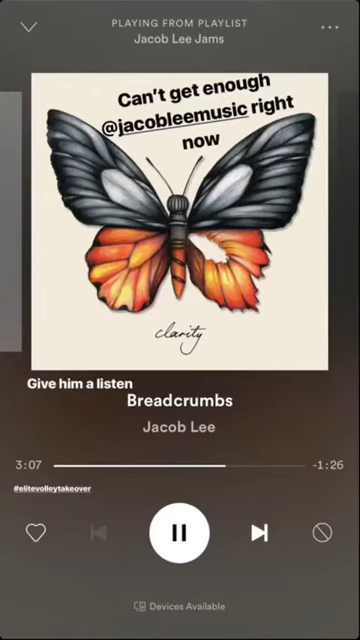 PLAYING FROM PLAYLIST
Jacob Lee Jams
Can't get enough
@jacobleemusic right
now
clarity
Give him a listen
Breadcrumbs
Jacob Lee
3:07
-1:26
#elitevolleytakeover
Devices Available